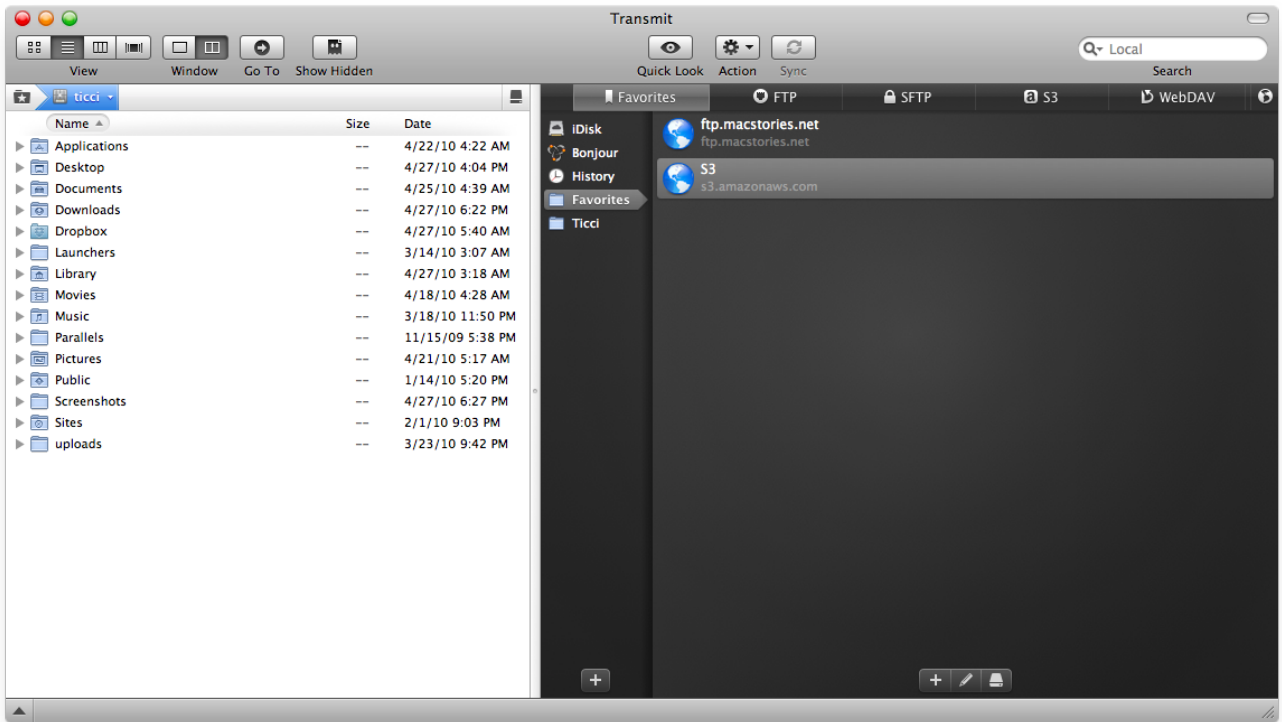 Transmit
Local
View Window Go To Show Hidden Quick Look Action Sync Search
ticci
Name Size Date
Applications -- 4/22/10 4:22 AM
Desktop -- 4/27/10 4:04 PM
Documents -- 4/25/10 4:39 AM
Downloads -- 4/27/10 6:22 PM
Dropbox -- 4/27/10 5:40 AM
Launchers -- 3/14/10 3:07 AM
Library -- 4/27/10 3:18 AM
Movies -- 4/18/10 4:28 AM
Music -- 3/18/10 11:50 PM
Parallels -- 11/15/09 5:38 PM
Pictures -- 4/21/10 5:17 AM
Public -- 1/14/10 5:20 PM
Screenshots -- 4/27/10 6:27 PM
Sites -- 2/1/10 9:03 PM
uploads -- 3/23/10 9:42 PM
Favorites FTP SFTP S3 WebDAV
iDisk
Bonjour
History
Favorites
Ticci
ftp.macstories.net
ftp.macstories.net
S3
s3.amazonaws.com